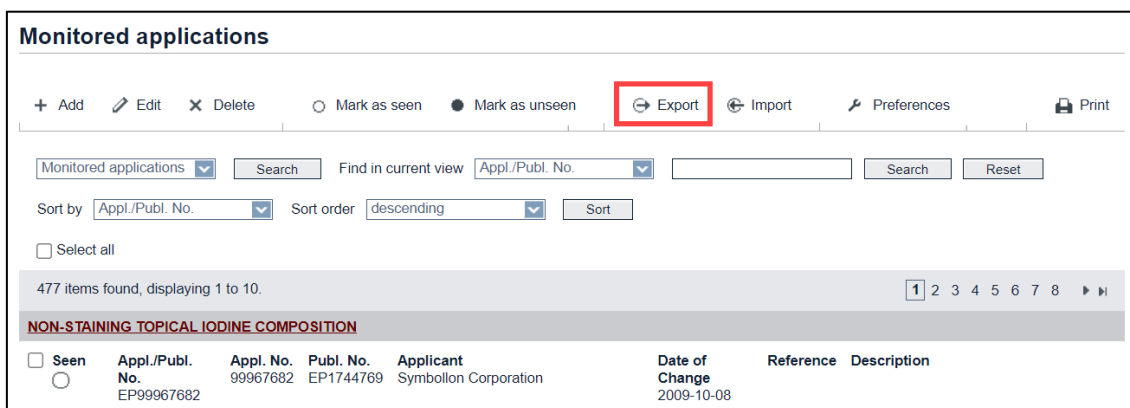 Monitored applications
Add Edit Delete Mark as seen Mark as unseen Export Import Preferences Print
Monitored applications Search Find in current view Appl./Publ. No. Search Reset
Sort by Appl./Publ. No. Sort order descending Sort
Select all
477 items found, displaying 1 to 10. 1 2 3 4 5 6 7 8
NON-STAINING TOPICAL IODINE COMPOSITION
Seen Appl./Publ. Appl. No. Publ. No. Applicant Date of Reference Description
No. 99967682 EP1744769 Symbollon Corporation Change
EP99967682 2009-10-08